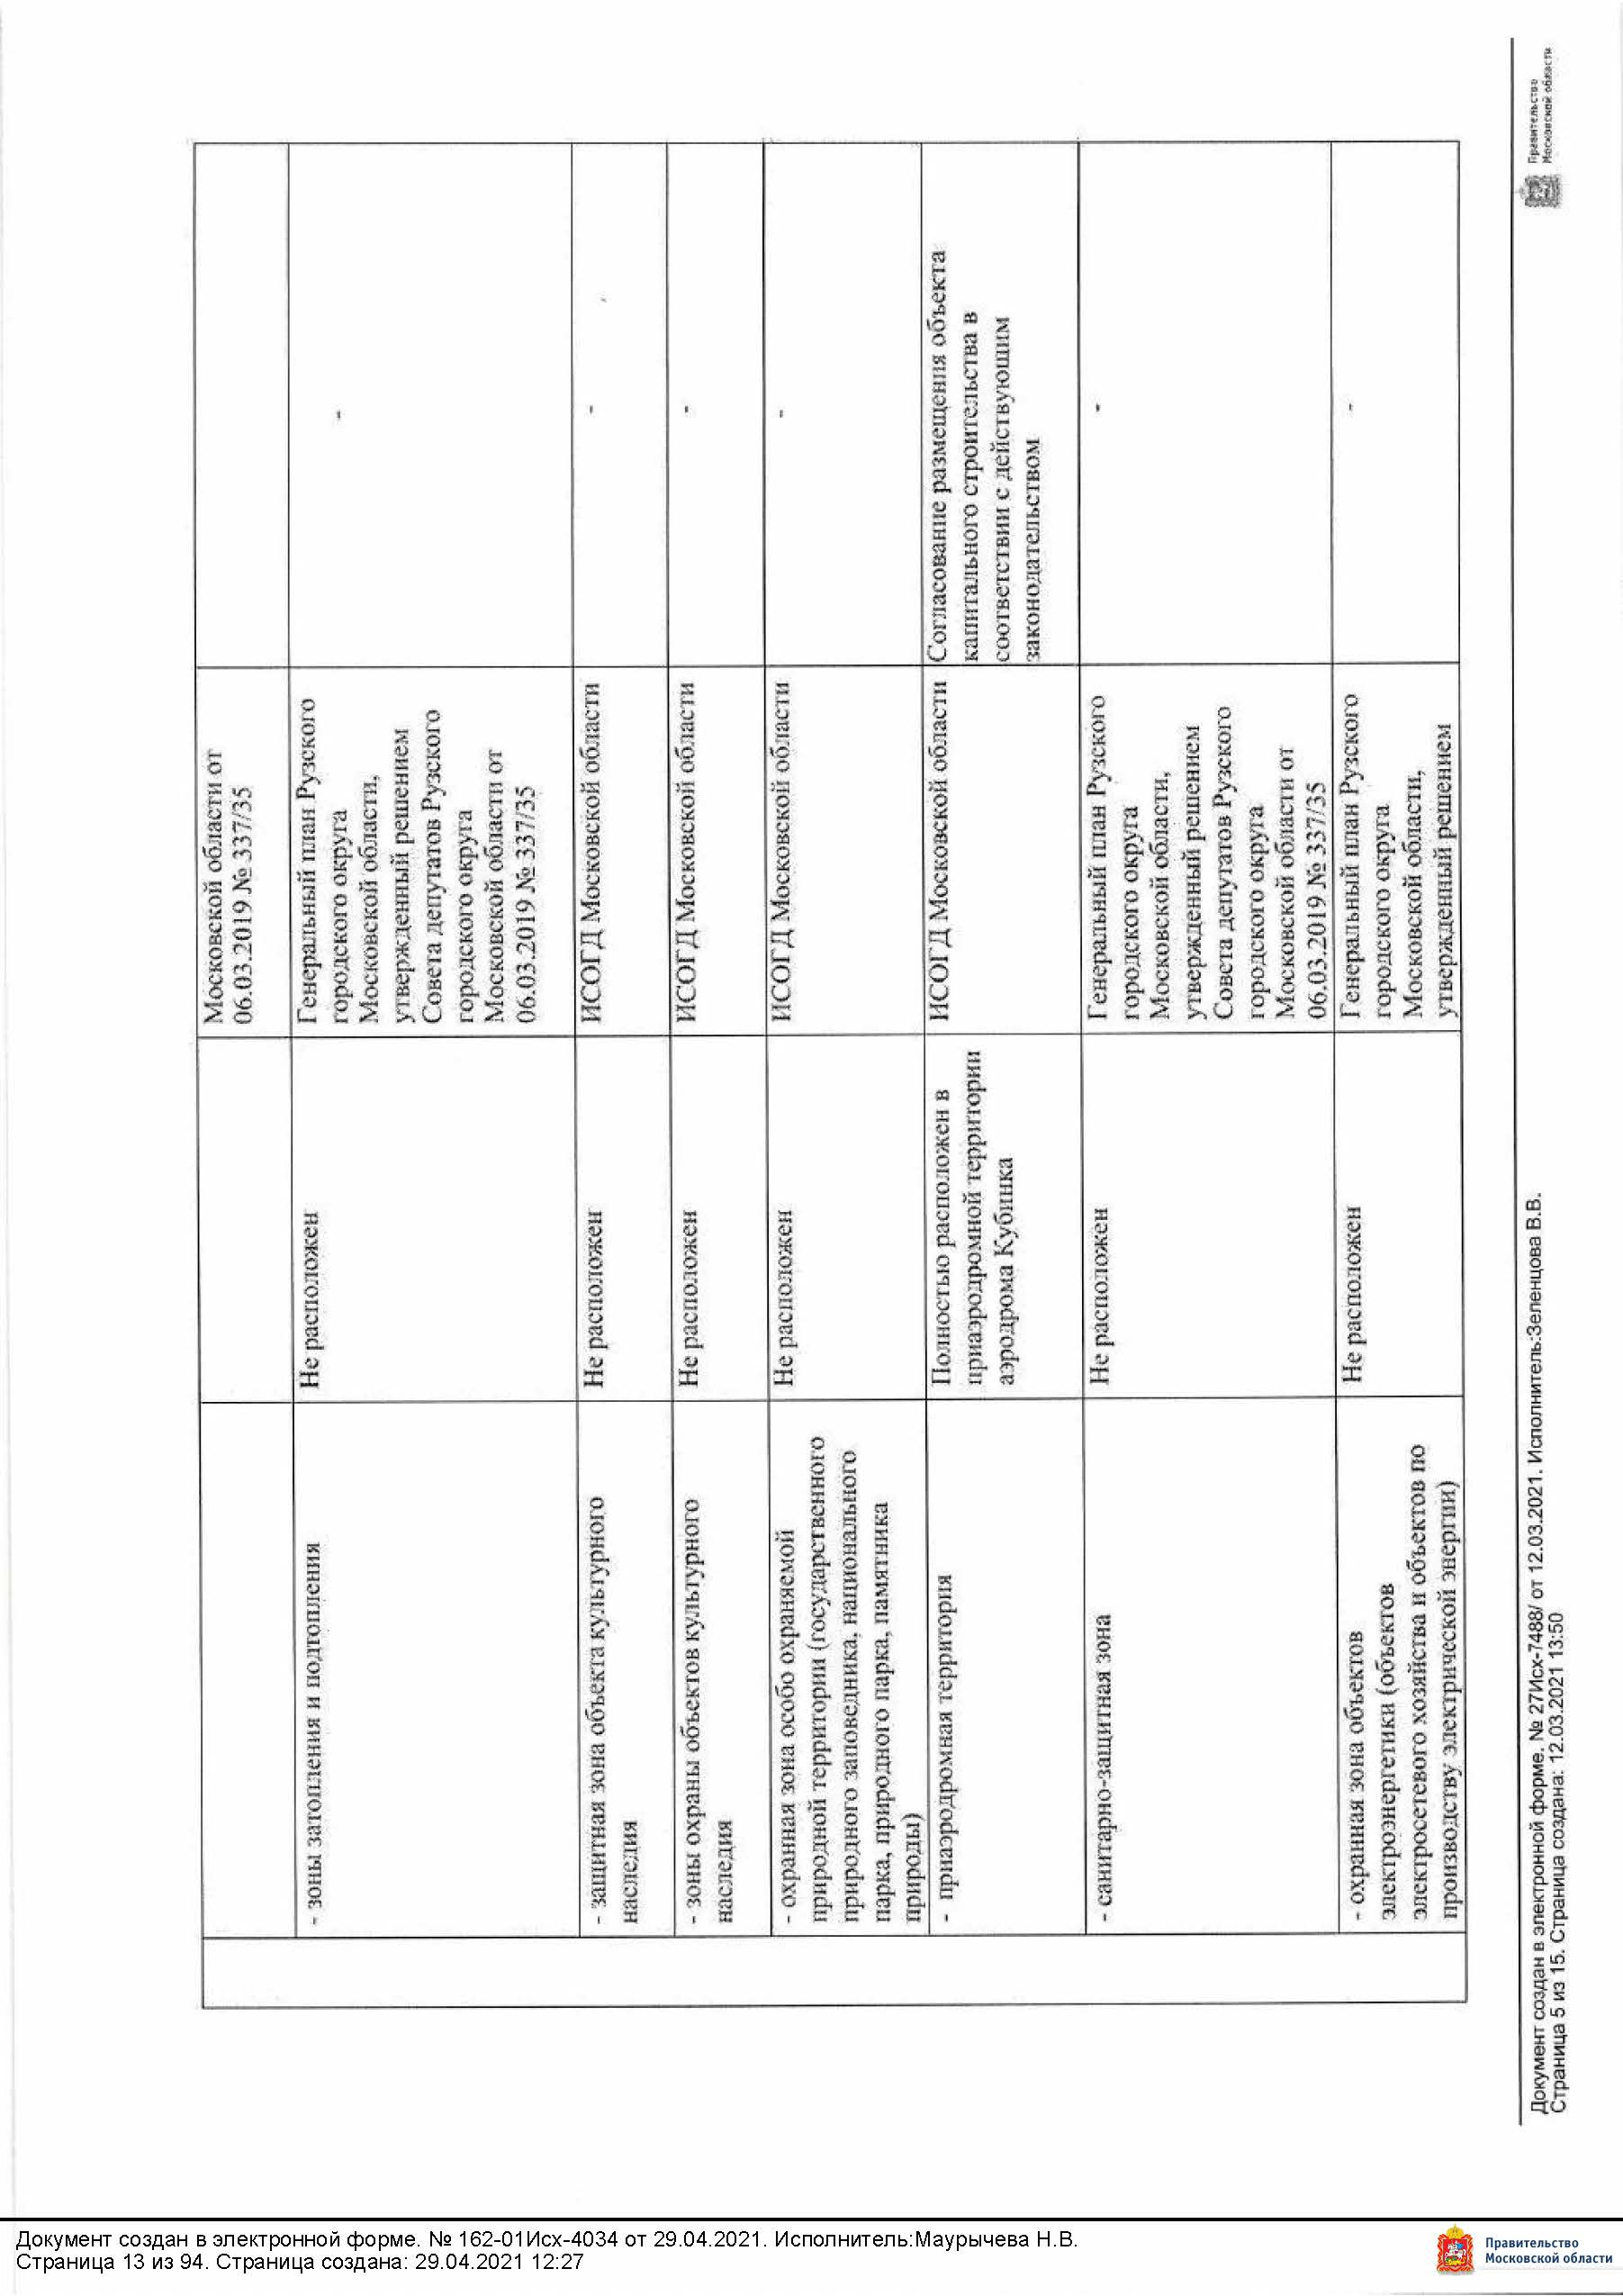 Московской области от
06.03.2019 № 337/35
- зоны затопления и подтопления
Не расположен
Генеральный план Рузского
городского округа
Московской области,
утвержденный решением
Совета депутатов Рузского
городского округа
Московской области от
06.03.2019 № 337/35
-
- защитная зона объекта культурного
наследия
Не расположен
ИСОГД Московской области
-
- зоны охраны объектов культурного
наследия
Не расположен
ИСОГД Московской области
-
- охранная зона особо охраняемой
природной территории (государственного
природного заповедника, национального
парка, природного парка, памятника
природы)
Не расположен
ИСОГД Московской области
-
- приаэродромная территория
Полностью расположен в
приаэродромной территории
аэродрома Кубинка
ИСОГД Московской области
Согласование размещения объекта
капитального строительства в
соответствии с действующим
законодательством
- санитарно-защитная зона
Не расположен
Генеральный план Рузского
городского округа
Московской области,
утвержденный решением
Совета депутатов Рузского
городского округа
Московской области от
06.03.2019 № 337/35
-
- охранная зона объектов
электроэнергетики (объектов
электросетевого хозяйства и объектов по
производству электрической энергии)
Не расположен
Генеральный план Рузского
городского округа
Московской области,
утвержденный решением
-
Документ создан в электронной форме. № 27Исх-7488/ от 12.03.2021. Исполнитель:Зеленцова В.В.
Страница 5 из 15. Страница создана: 12.03.2021 13:50
Правительство
Московской области
Документ создан в электронной форме. № 162-01Исх-4034 от 29.04.2021. Исполнитель:Маурычева Н.В.
Страница 13 из 94. Страница создана: 29.04.2021 12:27
Правительство
Московской области